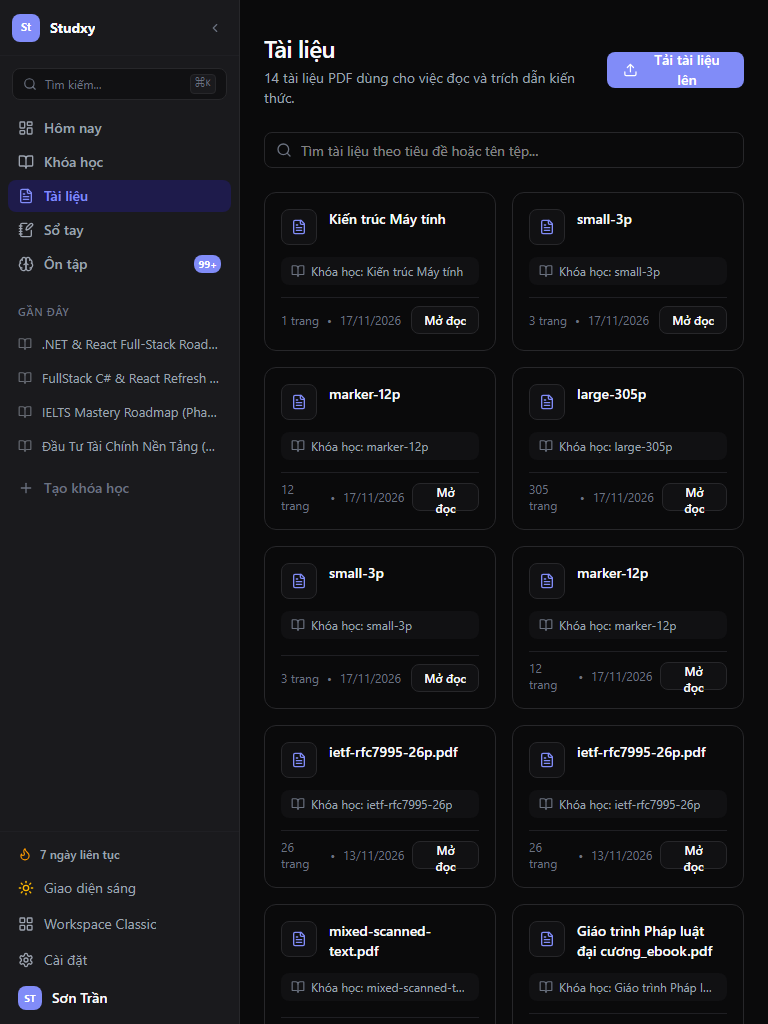 St Studxy
Tìm kiếm... ⌘K
Hôm nay
Khóa học
Tài liệu
Sổ tay
Ôn tập 99+
GẦN ĐÂY
.NET & React Full-Stack Road...
FullStack C# & React Refresh ...
IELTS Mastery Roadmap (Pha...
Đầu Tư Tài Chính Nền Tảng (...
Tạo khóa học
7 ngày liên tục
Giao diện sáng
Workspace Classic
Cài đặt
ST Sơn Trần
Tài liệu
14 tài liệu PDF dùng cho việc đọc và trích dẫn kiến
thức.
Tải tài liệu
lên
Tìm tài liệu theo tiêu đề hoặc tên tệp...
Kiến trúc Máy tính
Khóa học: Kiến trúc Máy tính
1 trang • 17/11/2026 Mở đọc
small-3p
Khóa học: small-3p
3 trang • 17/11/2026 Mở đọc
marker-12p
Khóa học: marker-12p
12
trang • 17/11/2026 Mở
đọc
large-305p
Khóa học: large-305p
305
trang • 17/11/2026 Mở
đọc
small-3p
Khóa học: small-3p
3 trang • 17/11/2026 Mở đọc
marker-12p
Khóa học: marker-12p
12
trang • 17/11/2026 Mở
đọc
ietf-rfc7995-26p.pdf
Khóa học: ietf-rfc7995-26p
26
trang • 13/11/2026 Mở
đọc
ietf-rfc7995-26p.pdf
Khóa học: ietf-rfc7995-26p
26
trang • 13/11/2026 Mở
đọc
mixed-scanned-
text.pdf
Khóa học: mixed-scanned-t...
Giáo trình Pháp luật
đại cương_ebook.pdf
Khóa học: Giáo trình Pháp l...